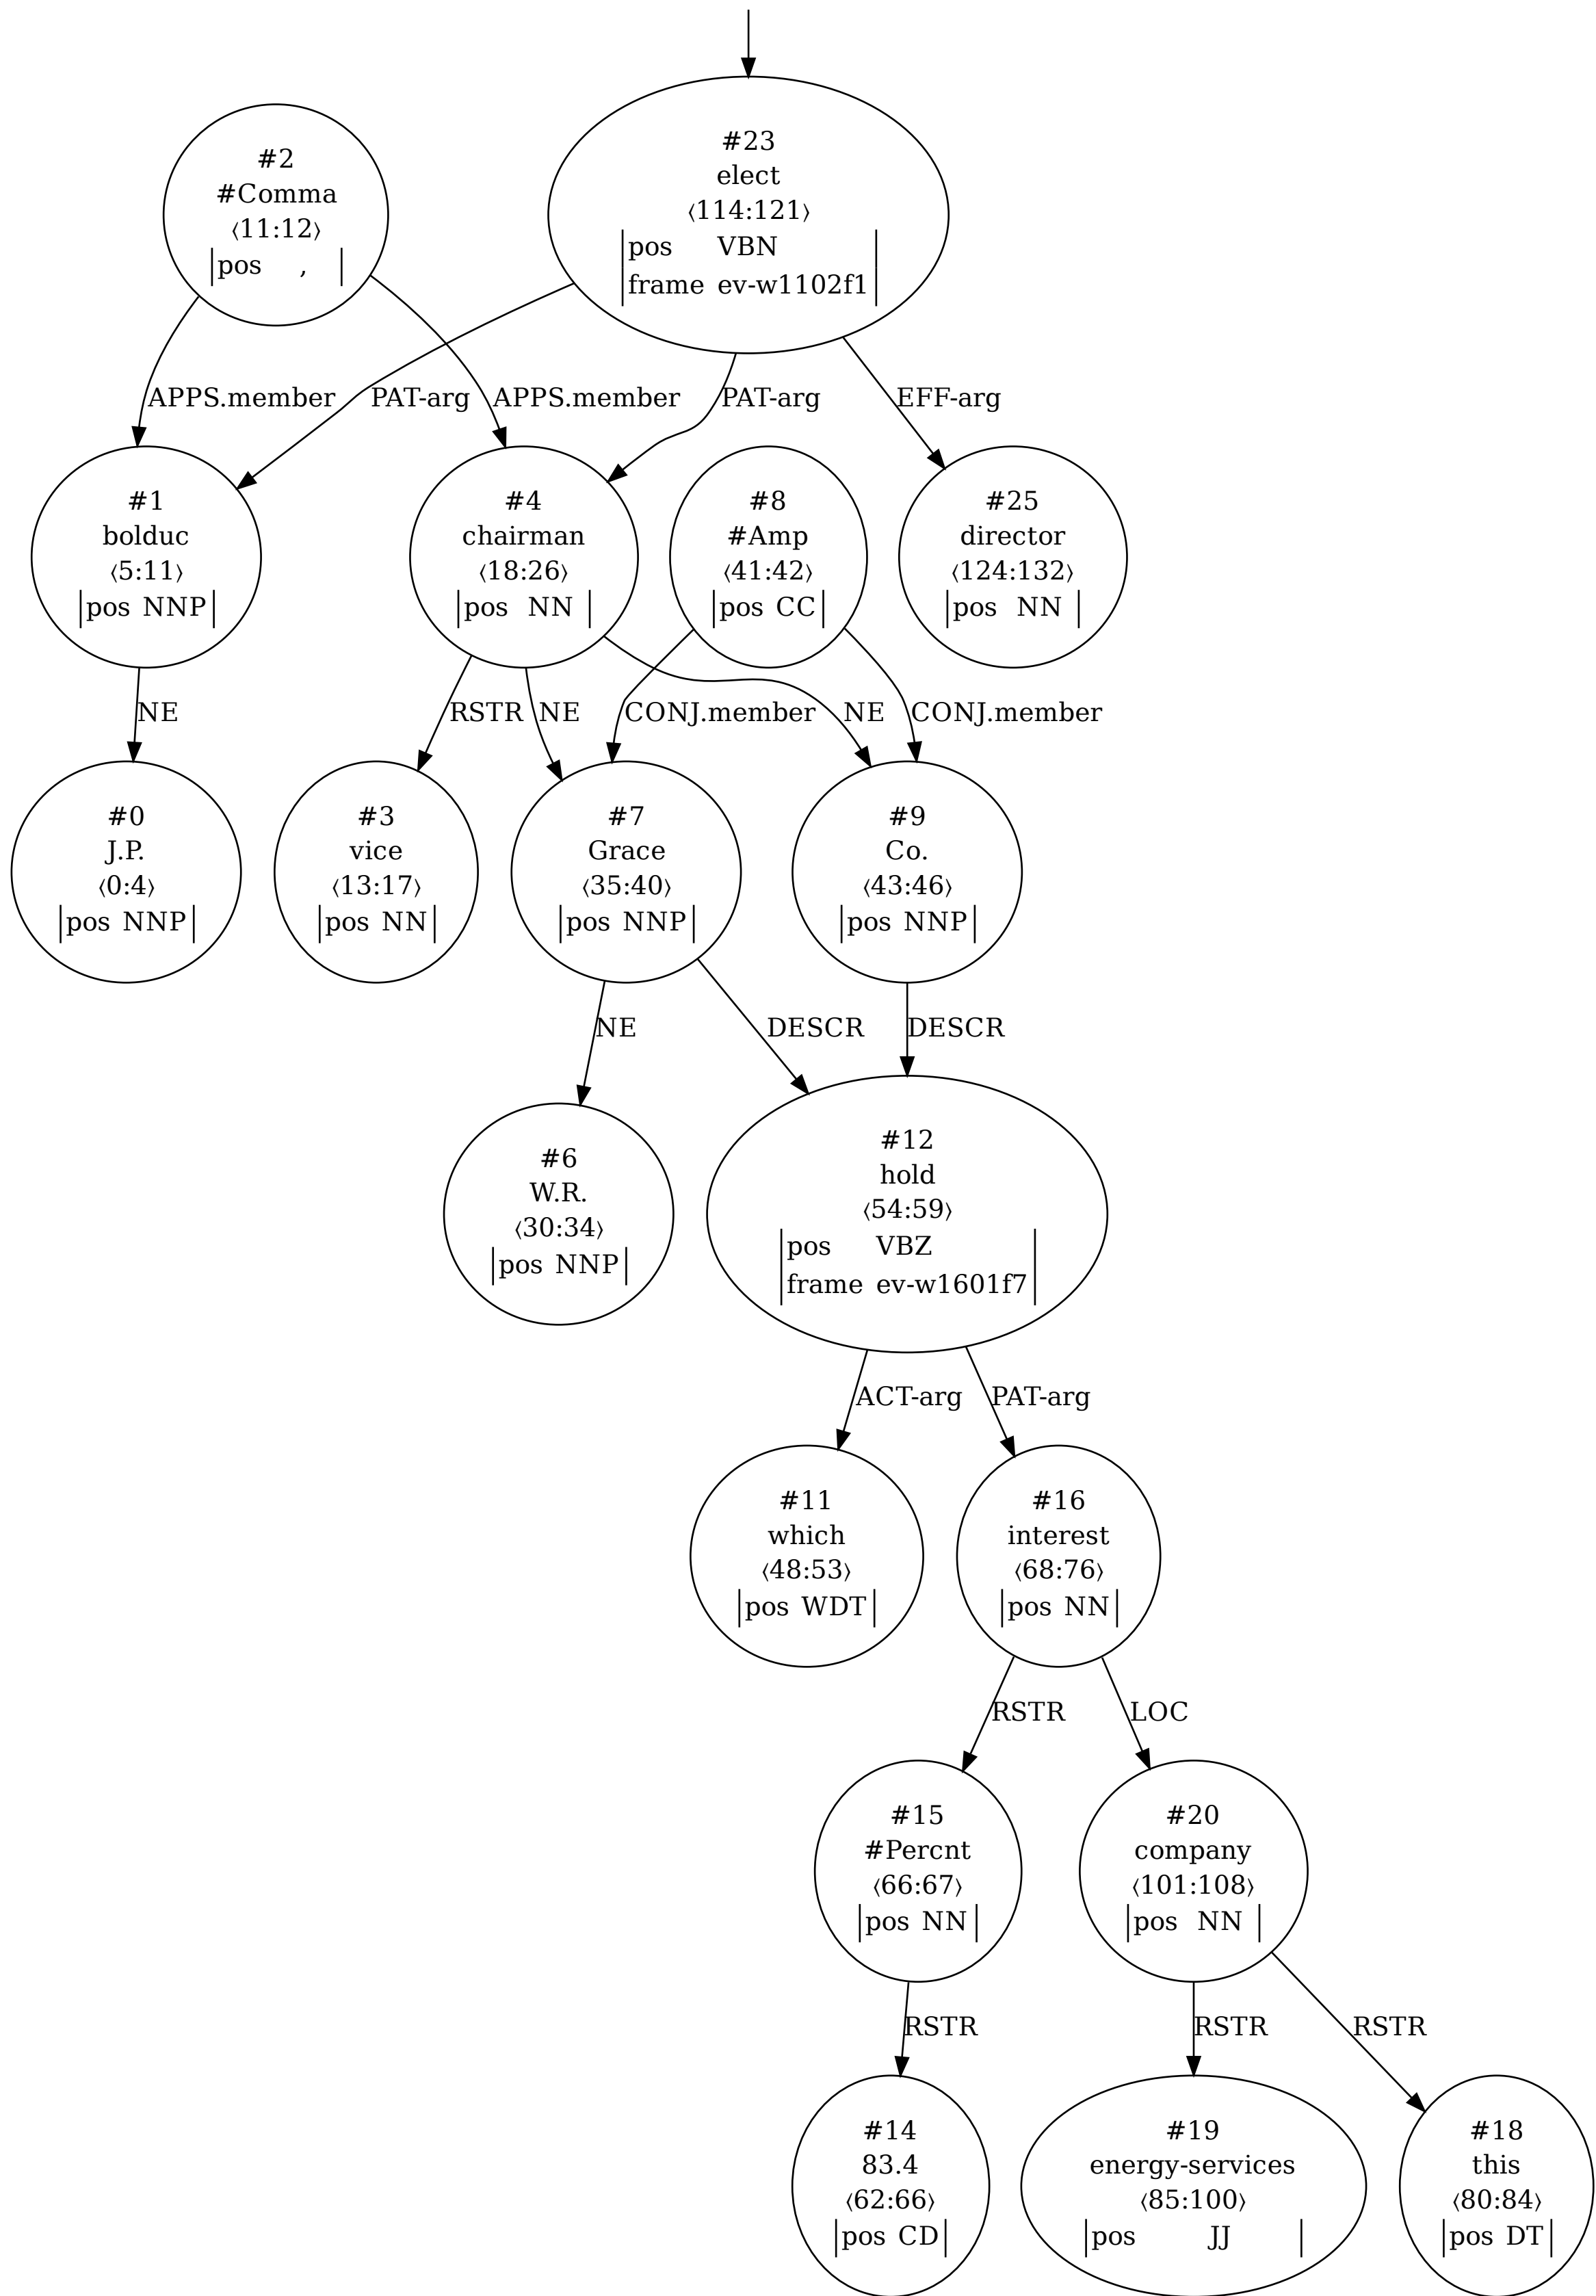 #23
elect
⟨114:121⟩
pos VBN
frame ev-w1102f1
#2
#Comma
⟨11:12⟩
pos ,
APPS.member
PAT-arg
APPS.member
PAT-arg
EFF-arg
#1
bolduc
⟨5:11⟩
pos NNP
#4
chairman
⟨18:26⟩
pos NN
#8
#Amp
⟨41:42⟩
pos CC
#25
director
⟨124:132⟩
pos NN
NE
RSTR
NE
CONJ.member
NE
CONJ.member
#0
J.P.
⟨0:4⟩
pos NNP
#3
vice
⟨13:17⟩
pos NN
#7
Grace
⟨35:40⟩
pos NNP
#9
Co.
⟨43:46⟩
pos NNP
NE
DESCR
DESCR
#6
W.R.
⟨30:34⟩
pos NNP
#12
hold
⟨54:59⟩
pos VBZ
frame ev-w1601f7
ACT-arg
PAT-arg
#11
which
⟨48:53⟩
pos WDT
#16
interest
⟨68:76⟩
pos NN
RSTR
LOC
#15
#Percnt
⟨66:67⟩
pos NN
#20
company
⟨101:108⟩
pos NN
RSTR
RSTR
RSTR
#14
83.4
⟨62:66⟩
pos CD
#19
energy-services
⟨85:100⟩
pos JJ
#18
this
⟨80:84⟩
pos DT